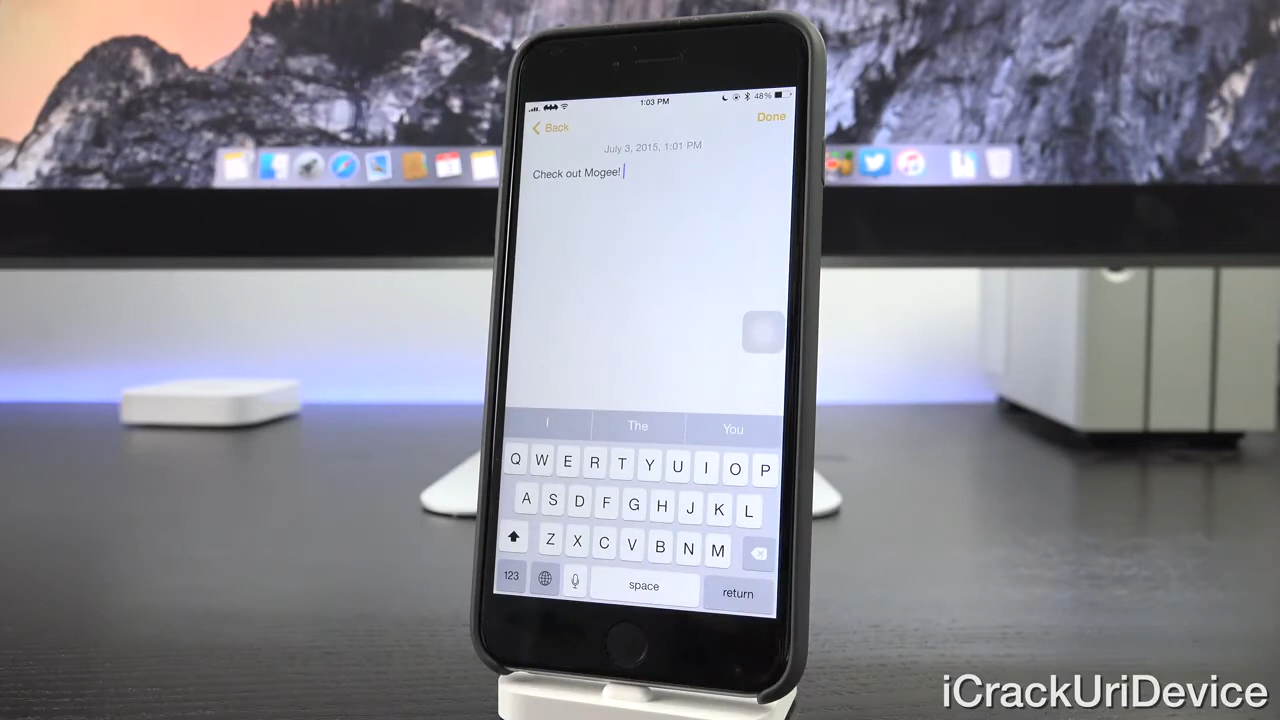 1:03 PM
48%
Back
Done
July 3, 2015, 1:01 PM
Check out Mogee!
I
The
You
Q W E R T Y U I O P
A S D F G H J K L
Z X C V B N M
123
space
return
iCrackUriDevice